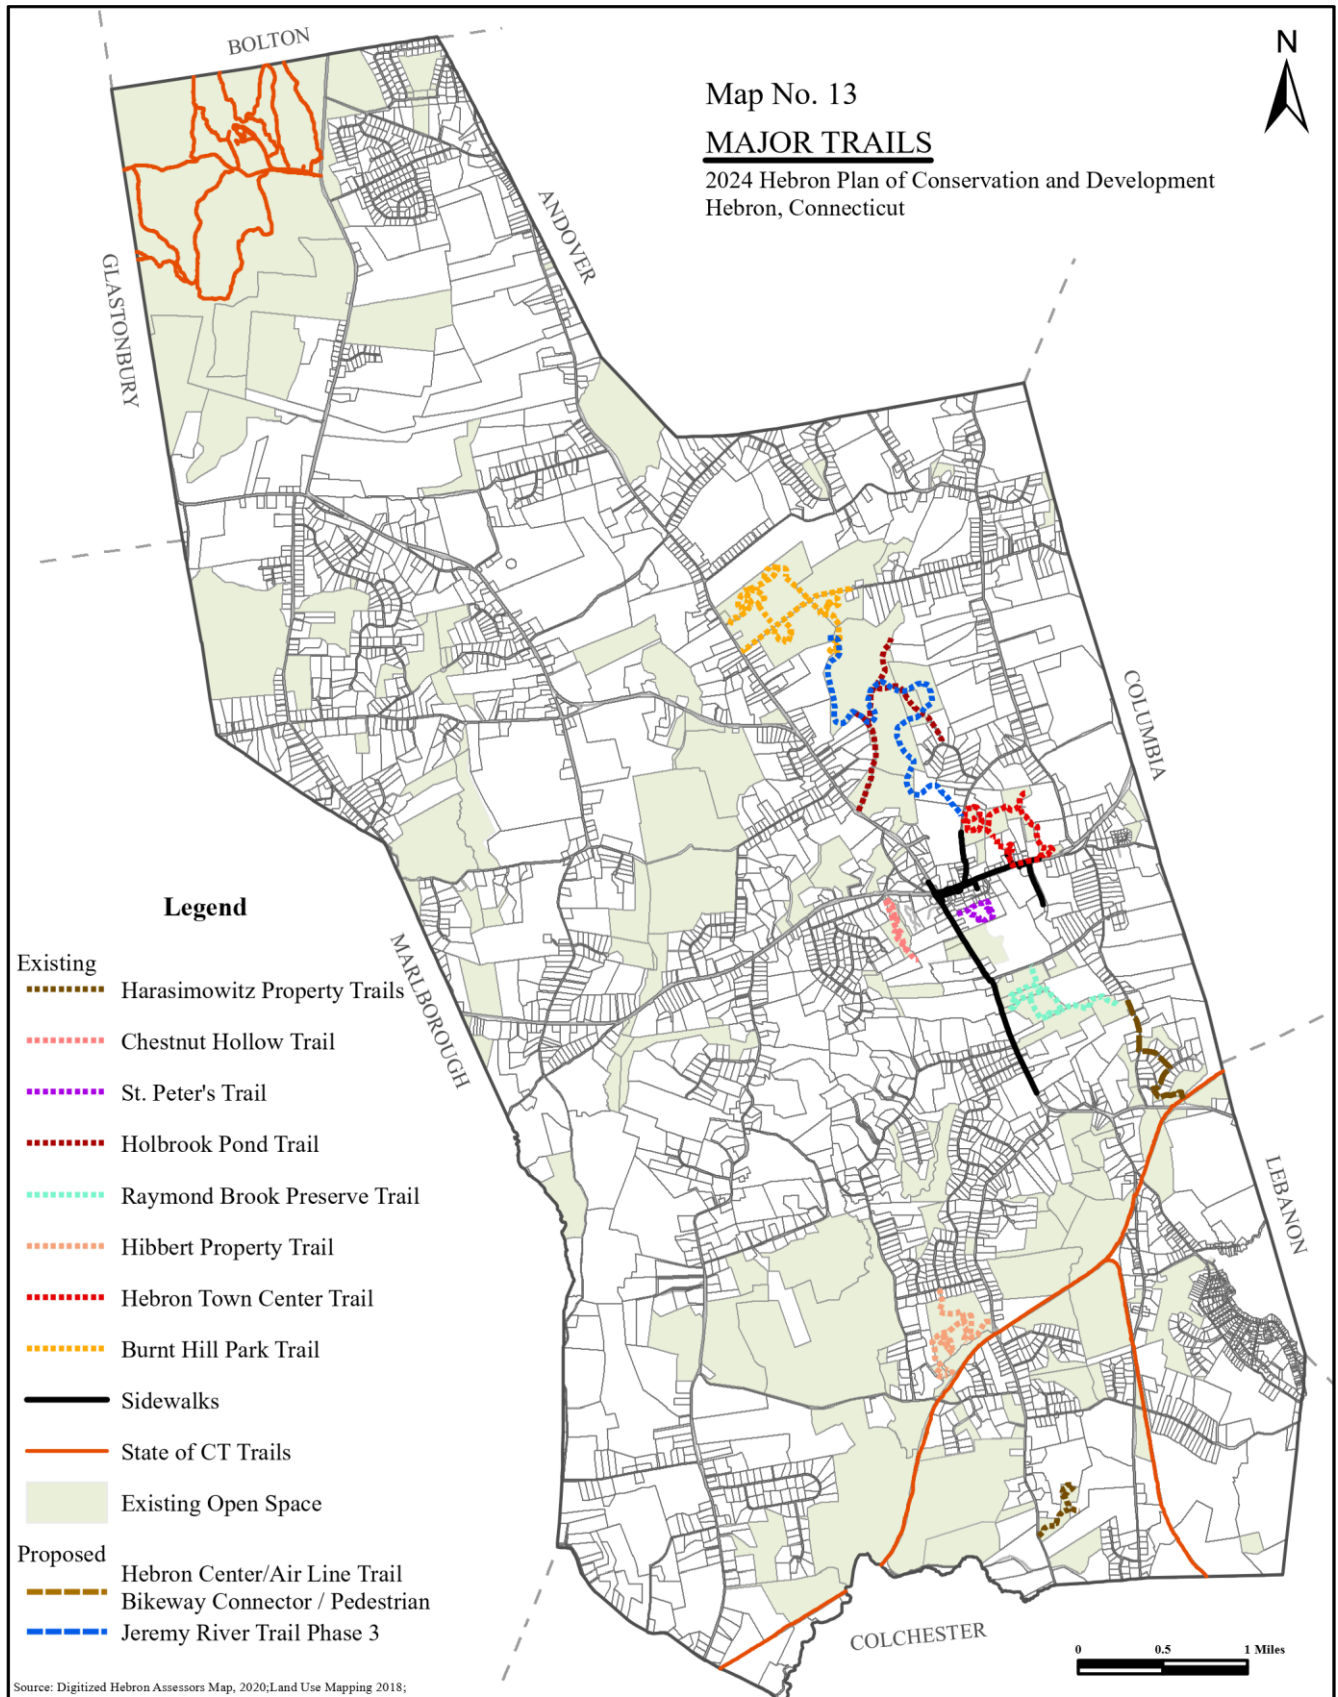 BOLTON
N
Map No. 13
MAJOR TRAILS
2024 Hebron Plan of Conservation and Development
Hebron, Connecticut
ANDOVER
GLASTONBURY
COLUMBIA
MARLBOROUGH
LEBANON
COLCHESTER
Legend
Existing
Harasimowitz Property Trails
Chestnut Hollow Trail
St. Peter's Trail
Holbrook Pond Trail
Raymond Brook Preserve Trail
Hibbert Property Trail
Hebron Town Center Trail
Burnt Hill Park Trail
Sidewalks
State of CT Trails
Existing Open Space
Proposed
Hebron Center/Air Line Trail
Bikeway Connector / Pedestrian
Jeremy River Trail Phase 3
0 0.5 1 Miles
Source: Digitized Hebron Assessors Map, 2020;Land Use Mapping 2018;